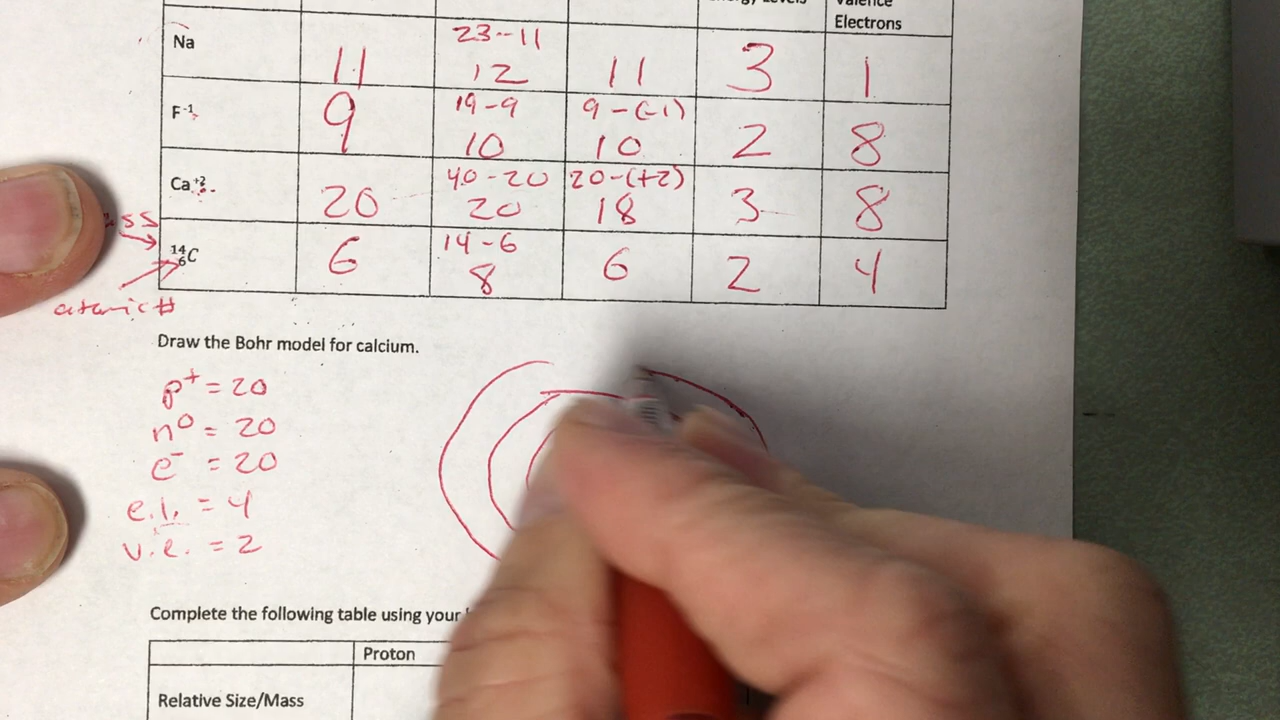 Valence
Electrons
Na
23-11
11 12 11 3 1
F-1
19-9 9-(-1)
9 10 10 2 8
Ca+2
40-20 20-(+2)
20 20 18 3 8
14
6C
14-6
6 8 6 2 4
atomic #
Draw the Bohr model for calcium.
p+ = 20
n0 = 20
e- = 20
e.l. = 4
v.e. = 2
Complete the following table using your
Proton
Relative Size/Mass